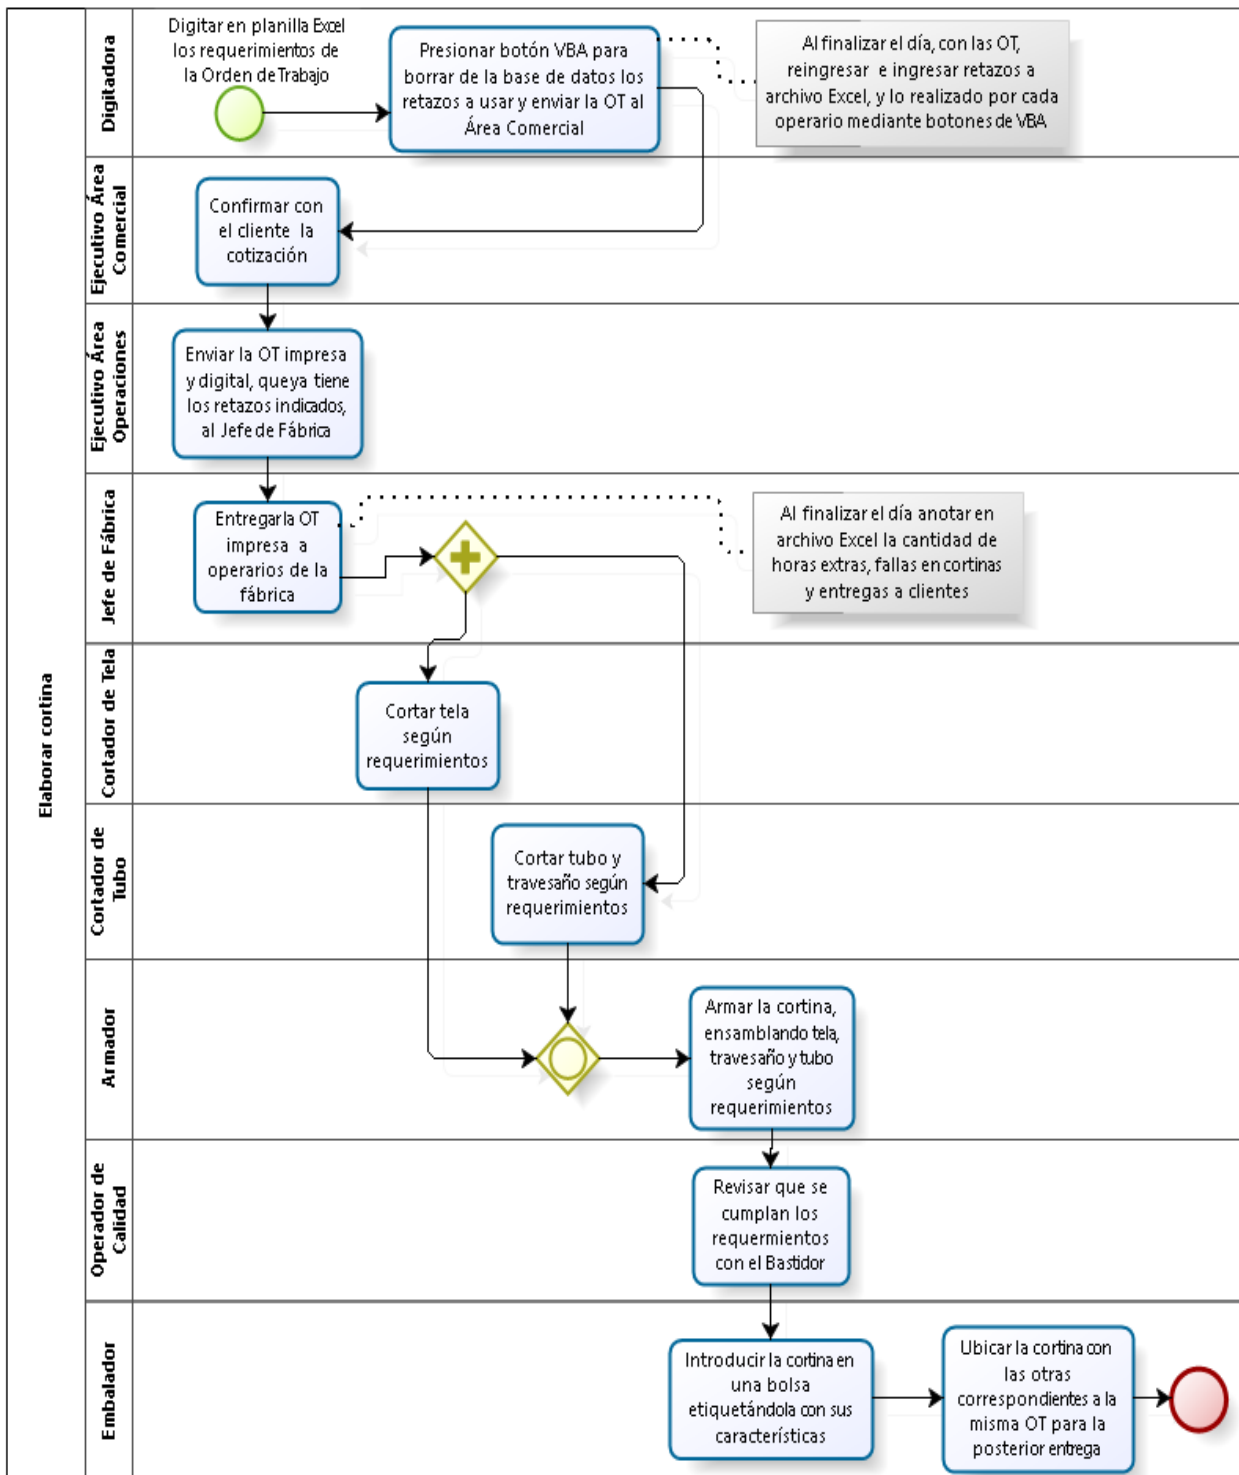 Elaborar cortina
Digitadora
Digitar en planilla Excel
los requerimientos de
la Orden de Trabajo
Presionar botón VBA para
borrar de la base de datos los
retazos a usar y enviar la OT al
Área Comercial
Al finalizar el día, con las OT,
reingresar e ingresar retazos a
archivo Excel, y lo realizado por cada
operario mediante botones de VBA
Ejecutivo Área
Comercial
Confirmar con
el cliente la
cotización
Ejecutivo Área
Operaciones
Enviar la OT impresa
y digital, que ya tiene
los retazos indicados,
al Jefe de Fábrica
Jefe de Fábrica
Entregar la OT
impresa a
operarios de la
fábrica
Al finalizar el día anotar en
archivo Excel la cantidad de
horas extras, fallas en cortinas
y entregas a clientes
Cortador de Tela
Cortar tela
según
requerimientos
Cortador de
Tubo
Cortar tubo y
travesaño según
requerimientos
Armador
Armar la cortina,
ensamblando tela,
travesaño y tubo
según
requerimientos
Operador de
Calidad
Revisar que se
cumplan los
requermientos
con el Bastidor
Embalador
Introducir la cortina en
una bolsa
etiquetándola con sus
características
Ubicar la cortina con
las otras
correspondientes a la
misma OT para la
posterior entrega